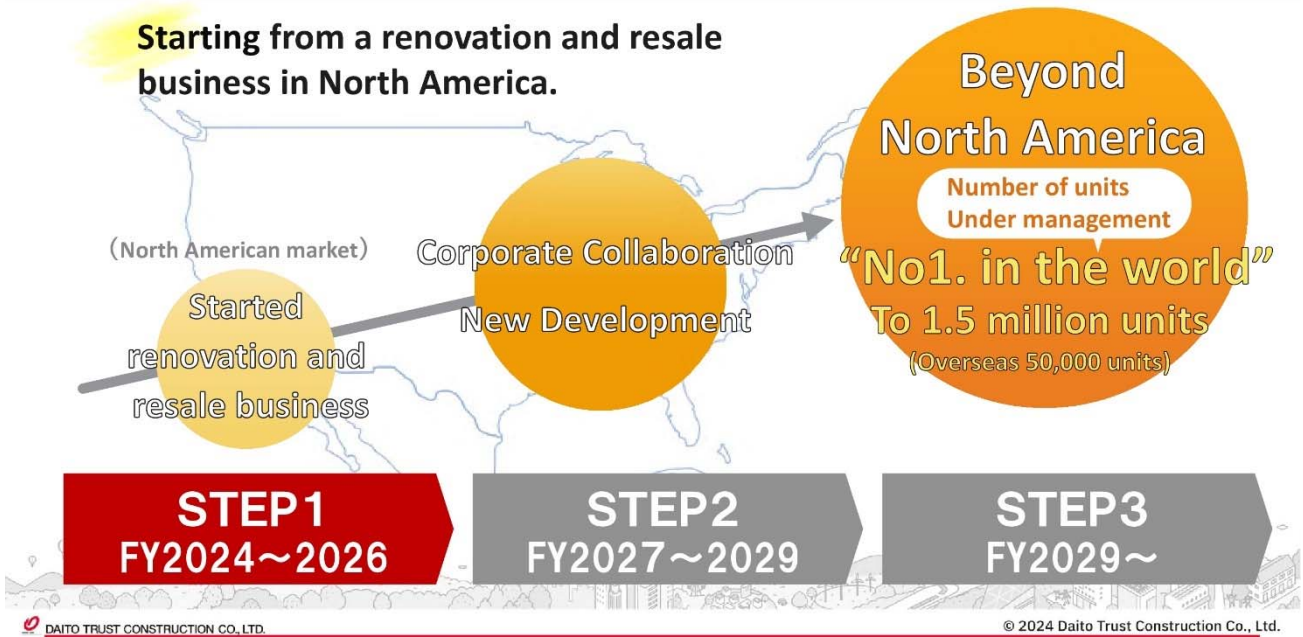 Starting from a renovation and resale
business in North America.
Beyond
North America
Number of units
Under management
“No1. in the world”
To 1.5 million units
(Overseas 50,000 units)
（North American market）
Corporate Collaboration
New Development
Started
renovation and
resale business
STEP1
FY2024～2026
STEP2
FY2027～2029
STEP3
FY2029～
DAITO TRUST CONSTRUCTION CO., LTD.
© 2024 Daito Trust Construction Co., Ltd.